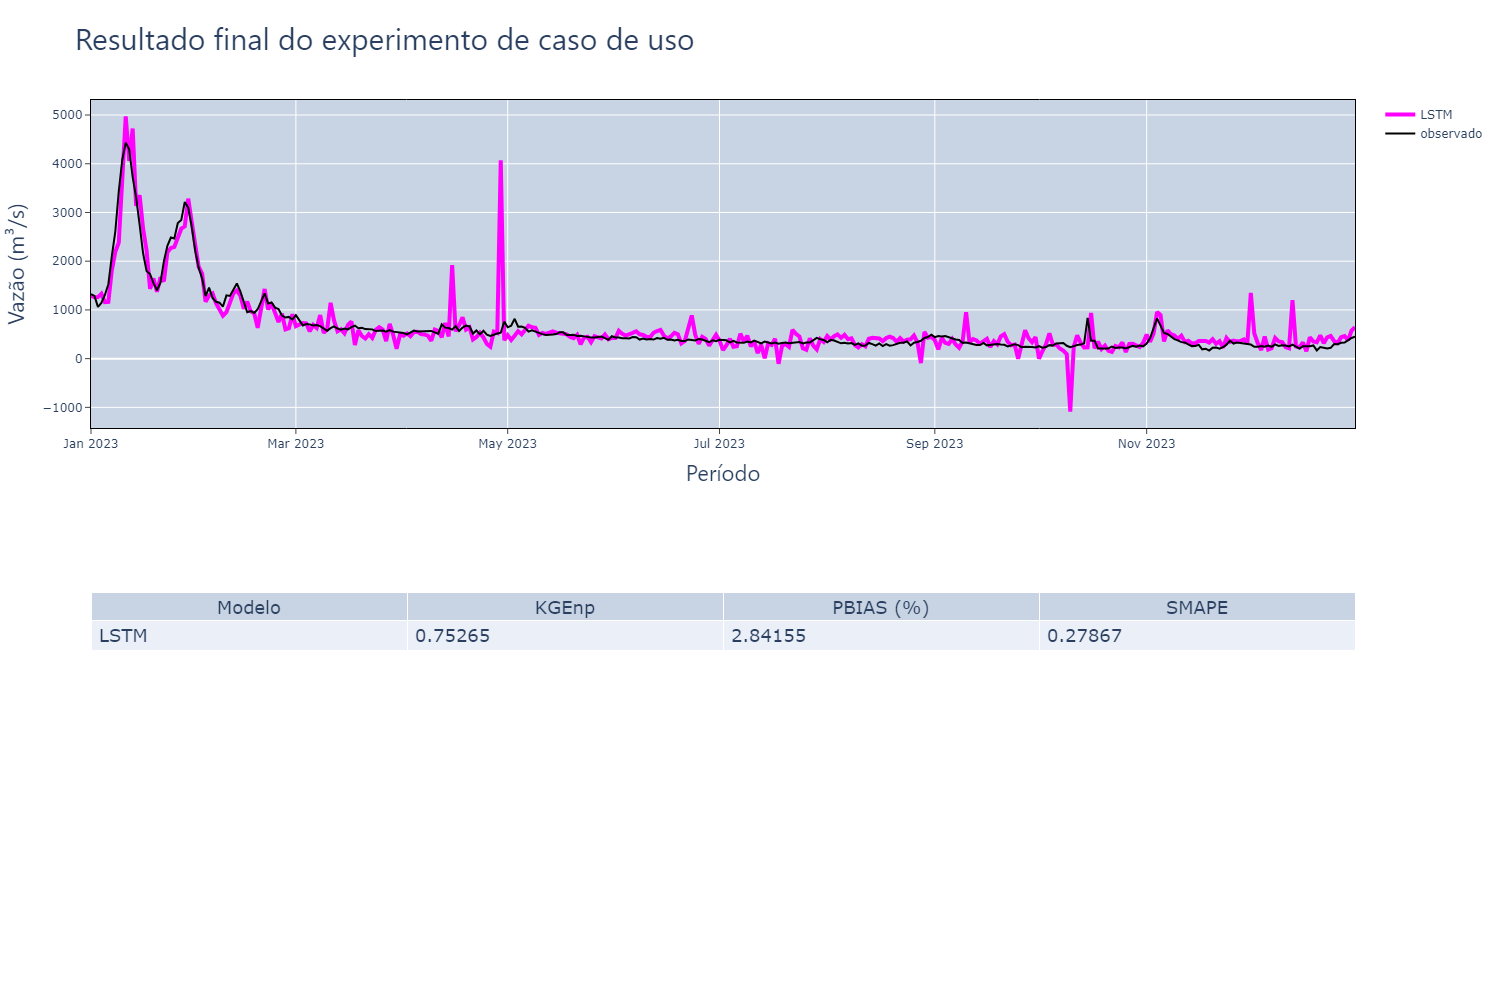 Resultado final do experimento de caso de uso
Vazão (m³/s)
5000
4000
3000
2000
1000
0
−1000
Jan 2023 Mar 2023 May 2023 Jul 2023 Sep 2023 Nov 2023
Período
LSTM
observado
Modelo KGEnp PBIAS (%) SMAPE
LSTM 0.75265 2.84155 0.27867